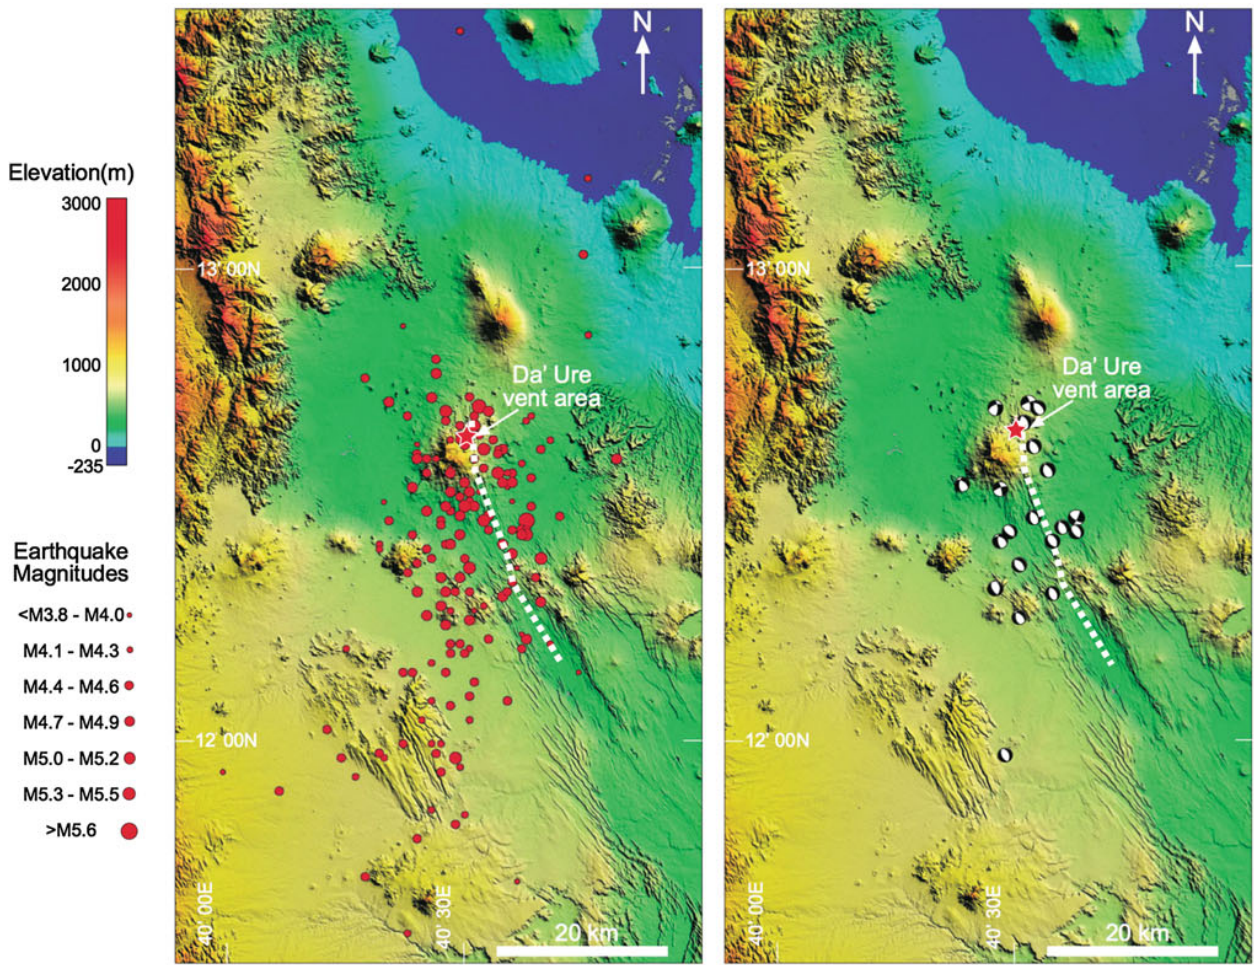 Elevation(m)
3000
2000
1000
0
-235
Earthquake
Magnitudes
<M3.8 - M4.0
M4.1 - M4.3
M4.4 - M4.6
M4.7 - M4.9
M5.0 - M5.2
M5.3 - M5.5
>M5.6
N
13' 00N
Da' Ure
vent area
12' 00N
40' 00E
40' 30E
20 km
N
13' 00N
Da' Ure
vent area
12' 00N
40' 00E
40' 30E
20 km